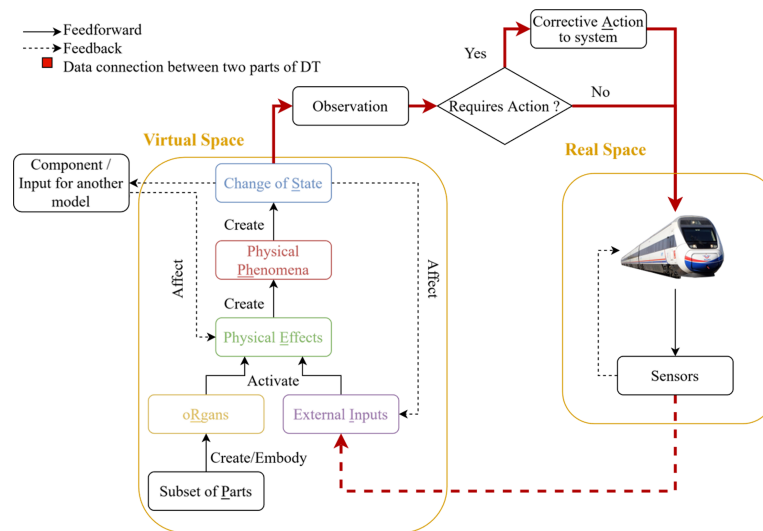 Feedforward
Feedback
Data connection between two parts of DT
Corrective Action
to system
Yes
Observation
Requires Action ?
No
Virtual Space
Real Space
Component /
Input for another
model
Change of State
Create
Physical
Phenomena
Affect
Affect
Create
Physical Effects
Activate
oRgans
External Inputs
Create/Embody
Subset of Parts
Sensors